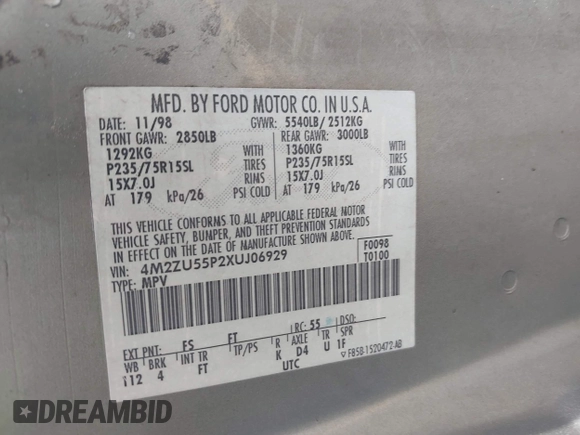 MFD. BY FORD MOTOR CO. IN U.S.A.
DATE: 11/98 GVWR: 5540LB/2512KG
FRONT GAWR: 2850LB REAR GAWR: 3000LB
1292KG WITH 1360KG WITH
P235/75R15SL TIRES P235/75R15SL TIRES
15X7.0J RIMS 15X7.0J RIMS
AT 179 kPa/26 PSI COLD AT 179 kPa/26 PSI COLD
THIS VEHICLE CONFORMS TO ALL APPLICABLE FEDERAL MOTOR
VEHICLE SAFETY, BUMPER, AND THEFT PREVENTION STANDARDS
IN EFFECT ON THE DATE OF MANUFACTURE SHOWN ABOVE.
VIN: 4M2ZU55P2XUJ06929 F0098
TYPE: MPV T0100
RC: 55 DSO:
EXT PNT: FS FT
WB BRK INT TR TP/PS R AXLE TR SPR
112 4 FT K D4 U 1F
UTC F85B-1520472-AB
DREAMBID